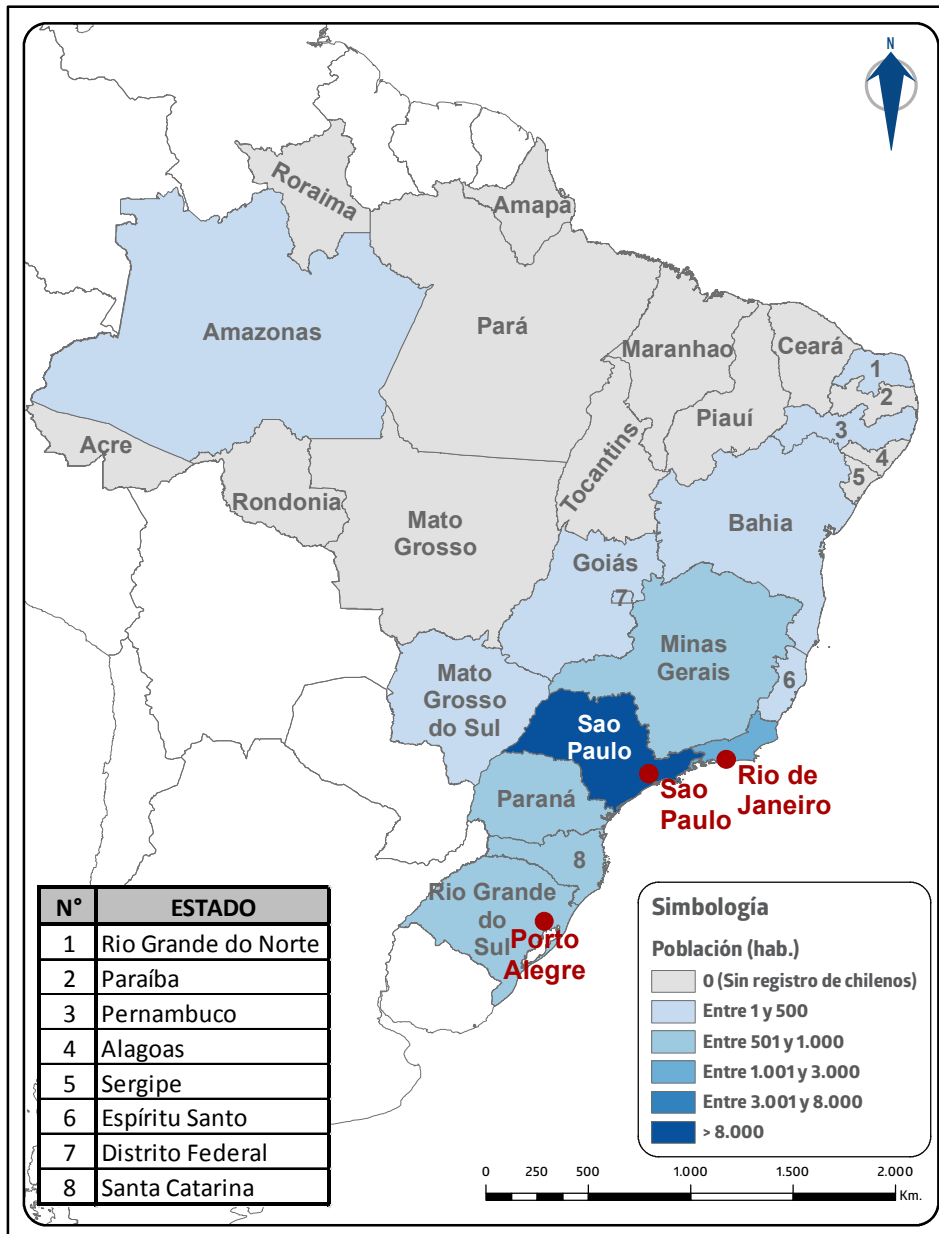 N
Roraima
Amapá
Amazonas
Pará
Maranhao
Ceará
1
2
Piauí
3
4
5
Açre
Tocantins
Rondonia
Bahia
Mato
Grosso
Goiás
7
Minas
Gerais
6
Mato
Grosso
do Sul
Sao
Paulo
Rio de
Janeiro
Sao
Paulo
Paraná
8
Rio Grande
do
Sul
Porto
Alegre
N° ESTADO
1 Rio Grande do Norte
2 Paraíba
3 Pernambuco
4 Alagoas
5 Sergipe
6 Espíritu Santo
7 Distrito Federal
8 Santa Catarina
Simbología
Población (hab.)
0 (Sin registro de chilenos)
Entre 1 y 500
Entre 501 y 1.000
Entre 1.001 y 3.000
Entre 3.001 y 8.000
> 8.000
0 250 500 1.000 1.500 2.000
Km.